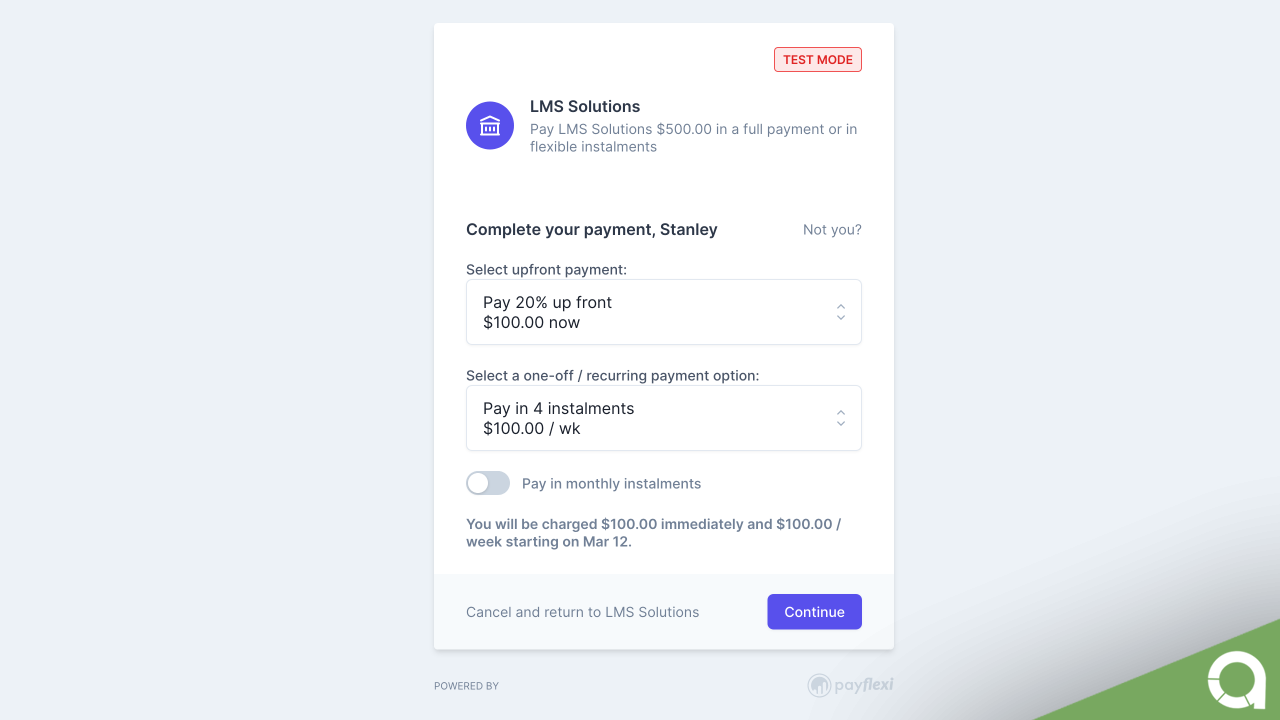 TEST MODE
LMS Solutions
Pay LMS Solutions $500.00 in a full payment or in
flexible instalments
Complete your payment, Stanley
Not you?
Select upfront payment:
Pay 20% up front
$100.00 now
Select a one-off / recurring payment option:
Pay in 4 instalments
$100.00 / wk
Pay in monthly instalments
You will be charged $100.00 immediately and $100.00 /
week starting on Mar 12.
Cancel and return to LMS Solutions
Continue
POWERED BY
payflexi